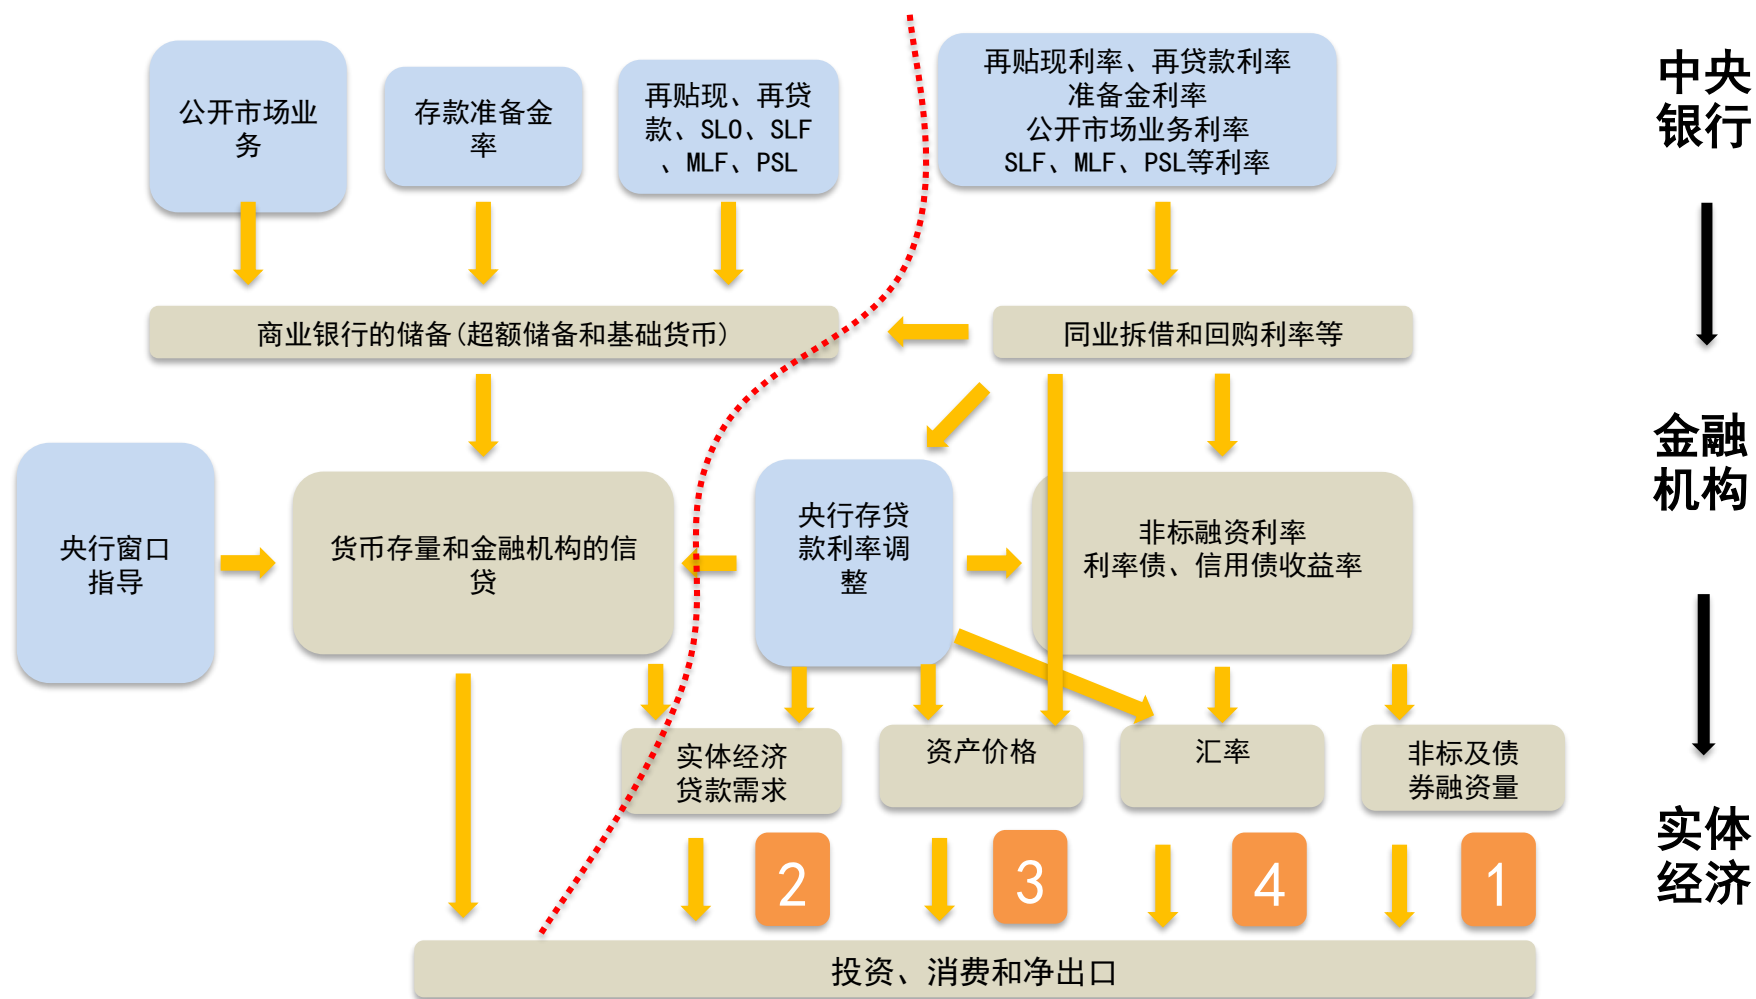 公开市场业
务
存款准备金
率
再贴现、再贷
款、SLO、SLF
、MLF、PSL
再贴现利率、再贷款利率
准备金利率
公开市场业务利率
SLF、MLF、PSL等利率
中央
银行
商业银行的储备(超额储备和基础货币)
同业拆借和回购利率等
金融
机构
央行窗口
指导
货币存量和金融机构的信
贷
央行存贷
款利率调
整
非标融资利率
利率债、信用债收益率
实体经济
贷款需求
资产价格
汇率
非标及债
券融资量
实体
经济
2
3
4
1
投资、消费和净出口